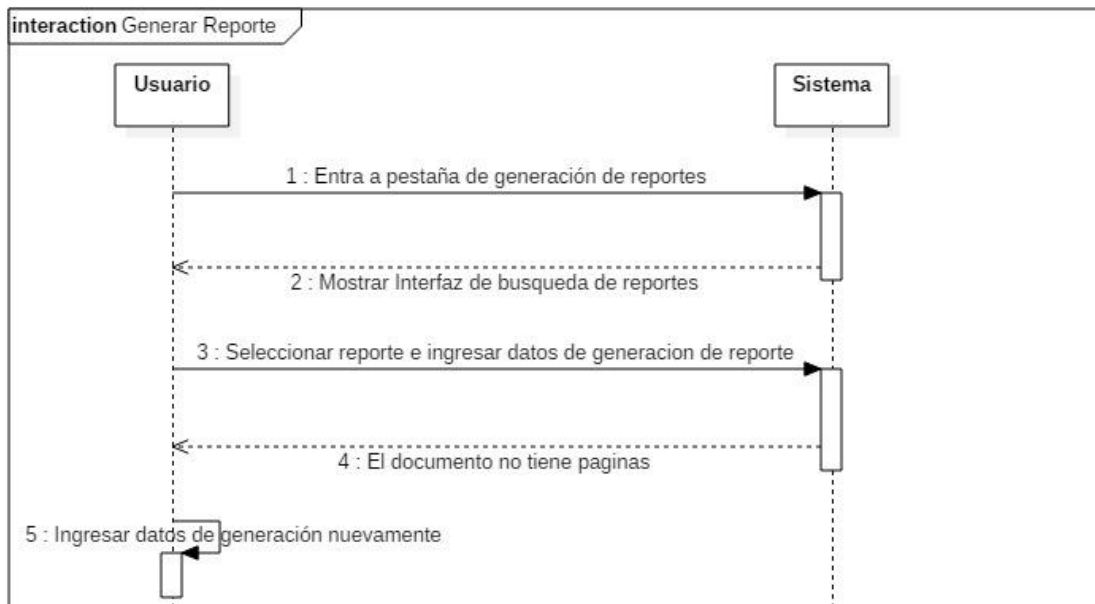 interaction Generar Reporte
Usuario
Sistema
1 : Entra a pestaña de generación de reportes
2 : Mostrar Interfaz de busqueda de reportes
3 : Seleccionar reporte e ingresar datos de generacion de reporte
4 : El documento no tiene paginas
5 : Ingresar datos de generación nuevamente